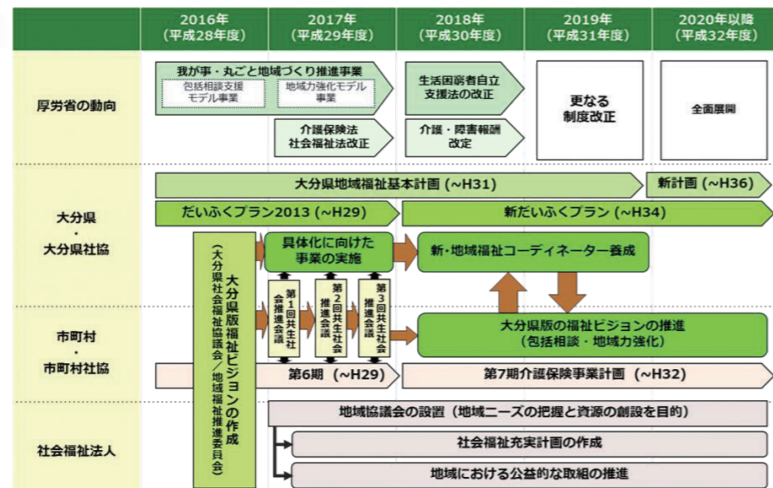 2016年
（平成28年度）
2017年
（平成29年度）
2018年
（平成30年度）
2019年
（平成31年度）
2020年以降
（平成32年度）
厚労省の動向
我が事・丸ごと地域づくり推進事業
包括相談支援
モデル事業
地域力強化モデル
事業
介護保険法
社会福祉法改正
生活困窮者自立
支援法の改正
介護・障害報酬
改定
更なる
制度改正
全面展開
大分県
・
大分県社協
大分県地域福祉基本計画（~H31）
新計画（~H36）
だいふくプラン2013（~H29）
新だいふくプラン（~H34）
大分県版福祉ビジョンの作成
（大分県社会福祉協議会／地域福祉推進委員会）
具体化に向けた
事業の実施
新・地域福祉コーディネーター養成
第1回共生社
会推進会議
第2回共生社会
推進会議
第3回共生社会
推進会議
市町村
・
市町村社協
大分県版の福祉ビジョンの推進
（包括相談・地域力強化）
第6期（~H29）
第7期介護保険事業計画（~H32）
社会福祉法人
地域協議会の設置（地域ニーズの把握と資源の創設を目的）
社会福祉充実計画の作成
地域における公益的な取組の推進